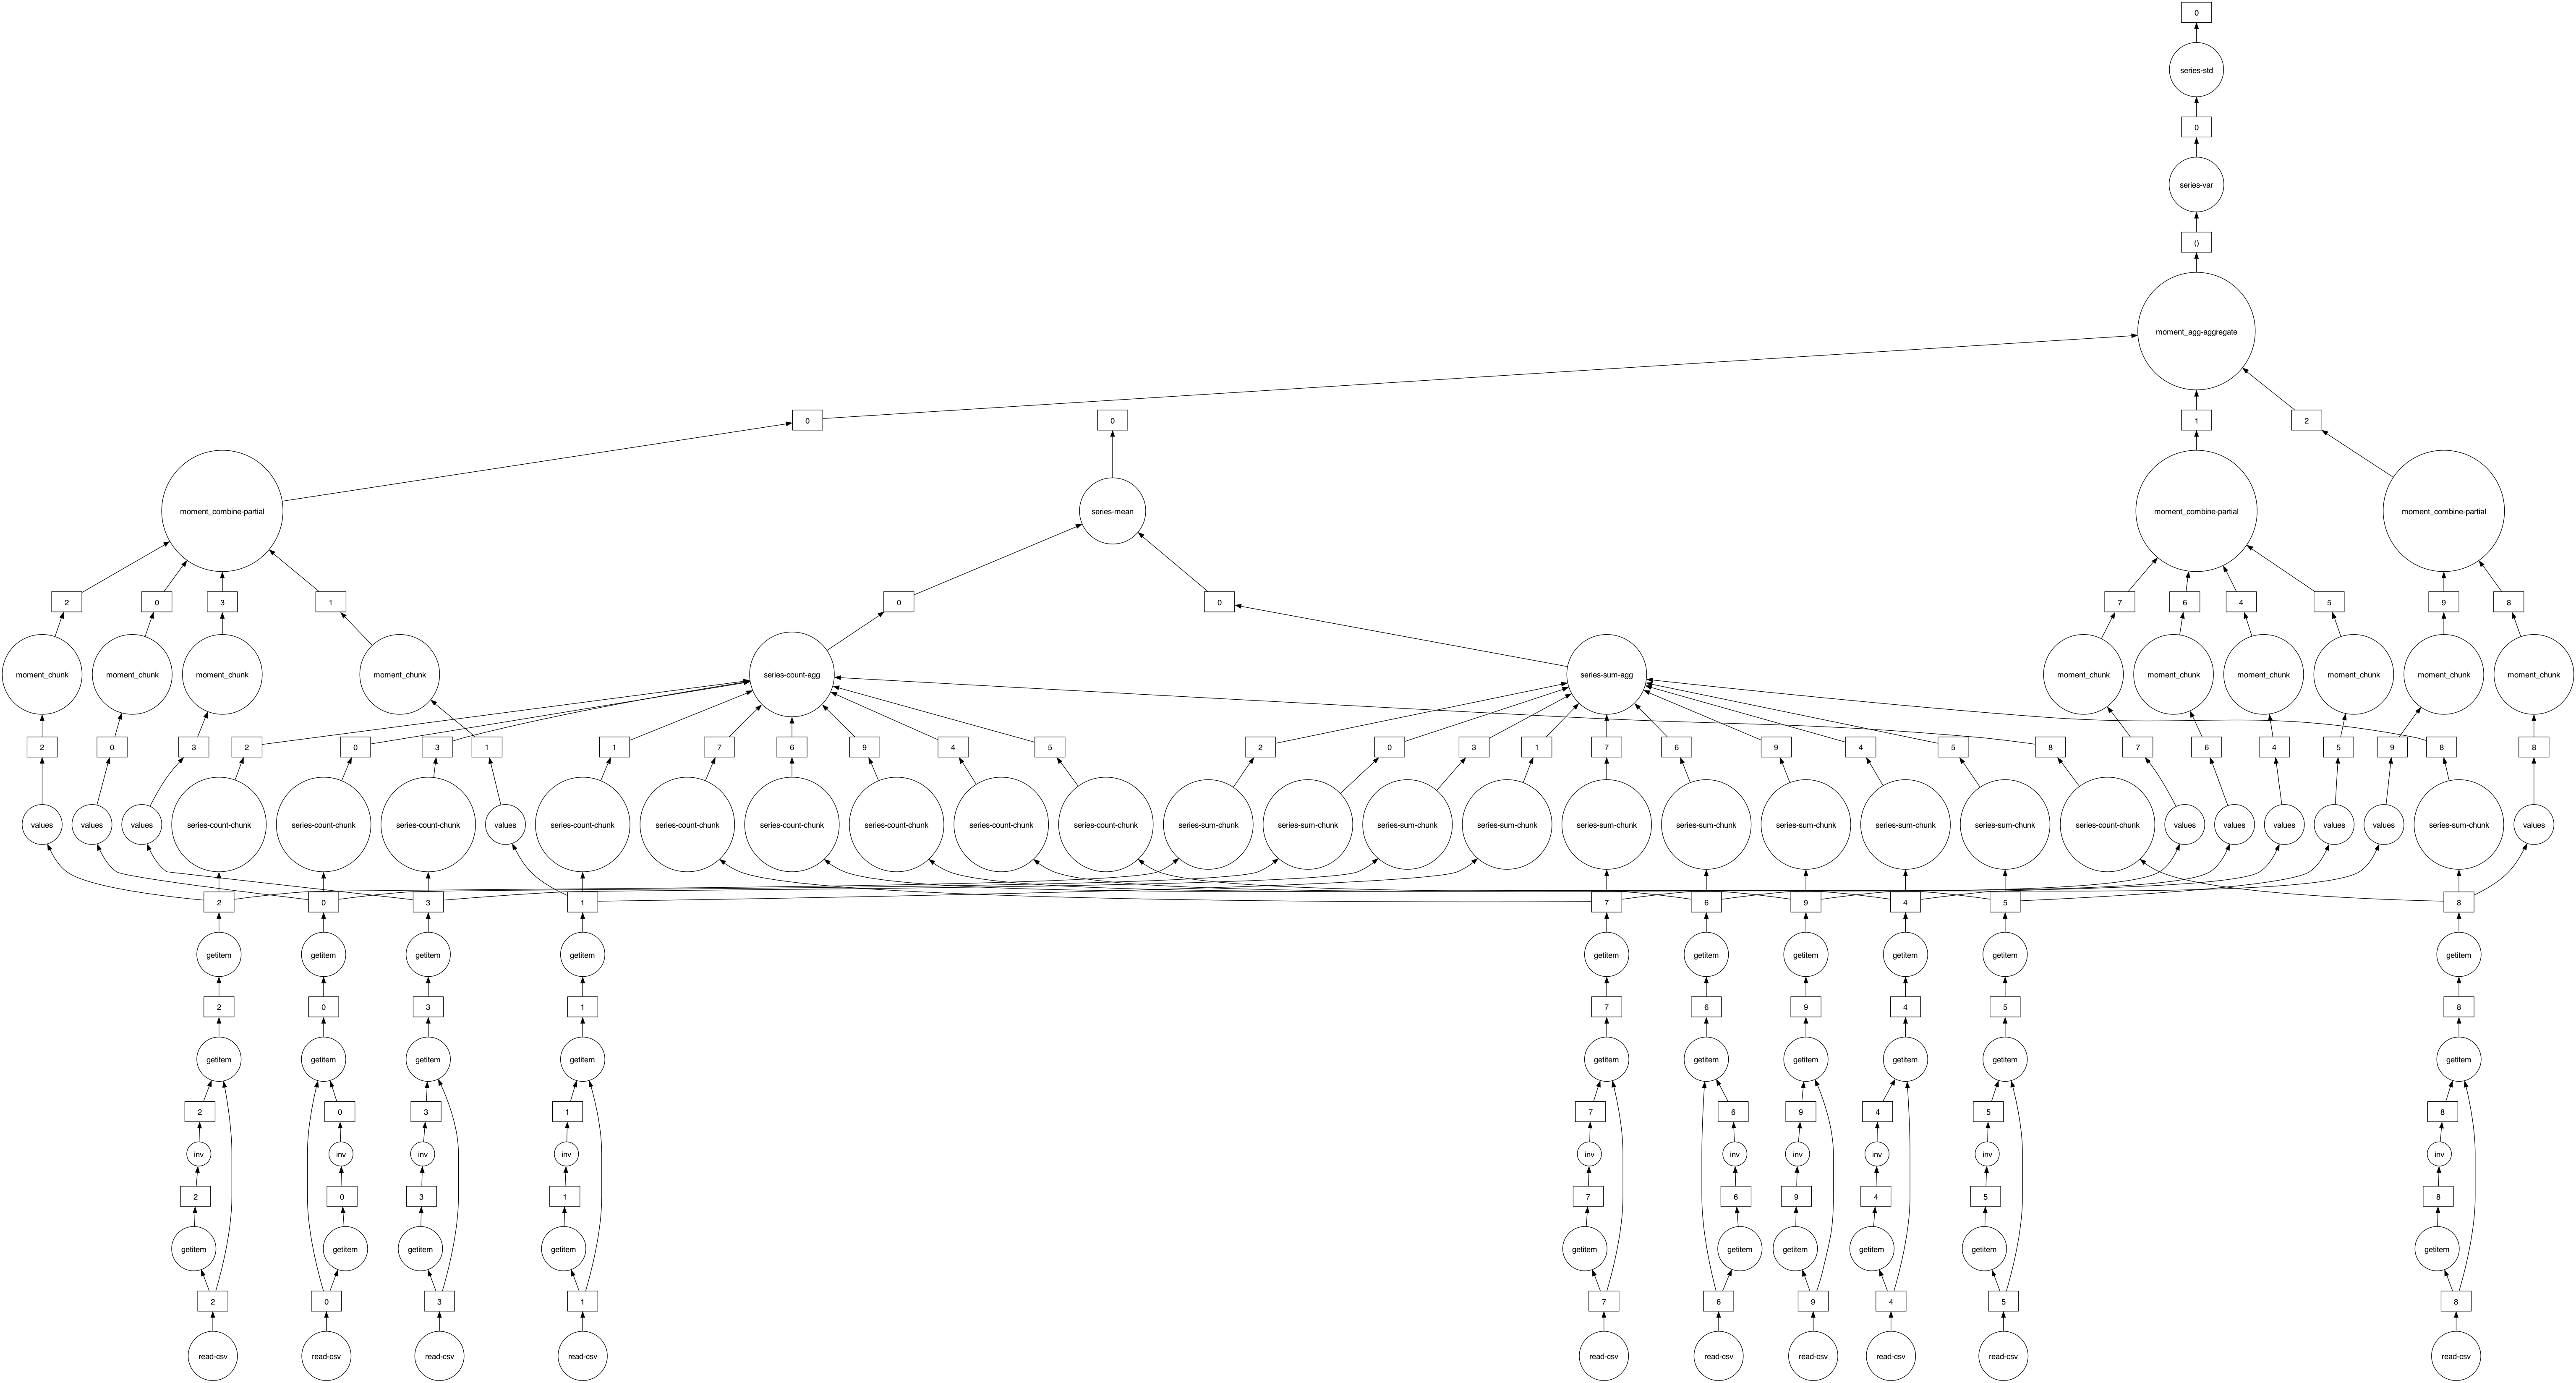 0
series-std
0
series-var
()
moment_agg-aggregate
0 0 1 2
moment_combine-partial series-mean moment_combine-partial moment_combine-partial
2 0 3 1 0 0 7 6 4 5 9 8
moment_chunk moment_chunk moment_chunk moment_chunk series-count-agg series-sum-agg moment_chunk moment_chunk moment_chunk moment_chunk moment_chunk moment_chunk
2 0 3 2 0 3 1 1 7 6 9 4 5 2 0 3 1 7 6 9 4 5 8 7 6 4 5 9 8 8
values values values series-count-chunk series-count-chunk series-count-chunk values series-count-chunk series-count-chunk series-count-chunk series-count-chunk series-count-chunk series-count-chunk series-sum-chunk series-sum-chunk series-sum-chunk series-sum-chunk series-sum-chunk series-sum-chunk series-sum-chunk series-sum-chunk series-sum-chunk series-count-chunk values values values values values series-sum-chunk values
2 0 3 1 7 6 9 4 5 8
getitem getitem getitem getitem getitem getitem getitem getitem getitem getitem
2 0 3 1 7 6 9 4 5 8
getitem getitem getitem getitem getitem getitem getitem getitem getitem getitem
2 0 3 1 7 6 9 4 5 8
inv inv inv inv inv inv inv inv inv inv
2 0 3 1 7 6 9 4 5 8
getitem getitem getitem getitem getitem getitem getitem getitem getitem getitem
2 0 3 1 7 6 9 4 5 8
read-csv read-csv read-csv read-csv read-csv read-csv read-csv read-csv read-csv read-csv